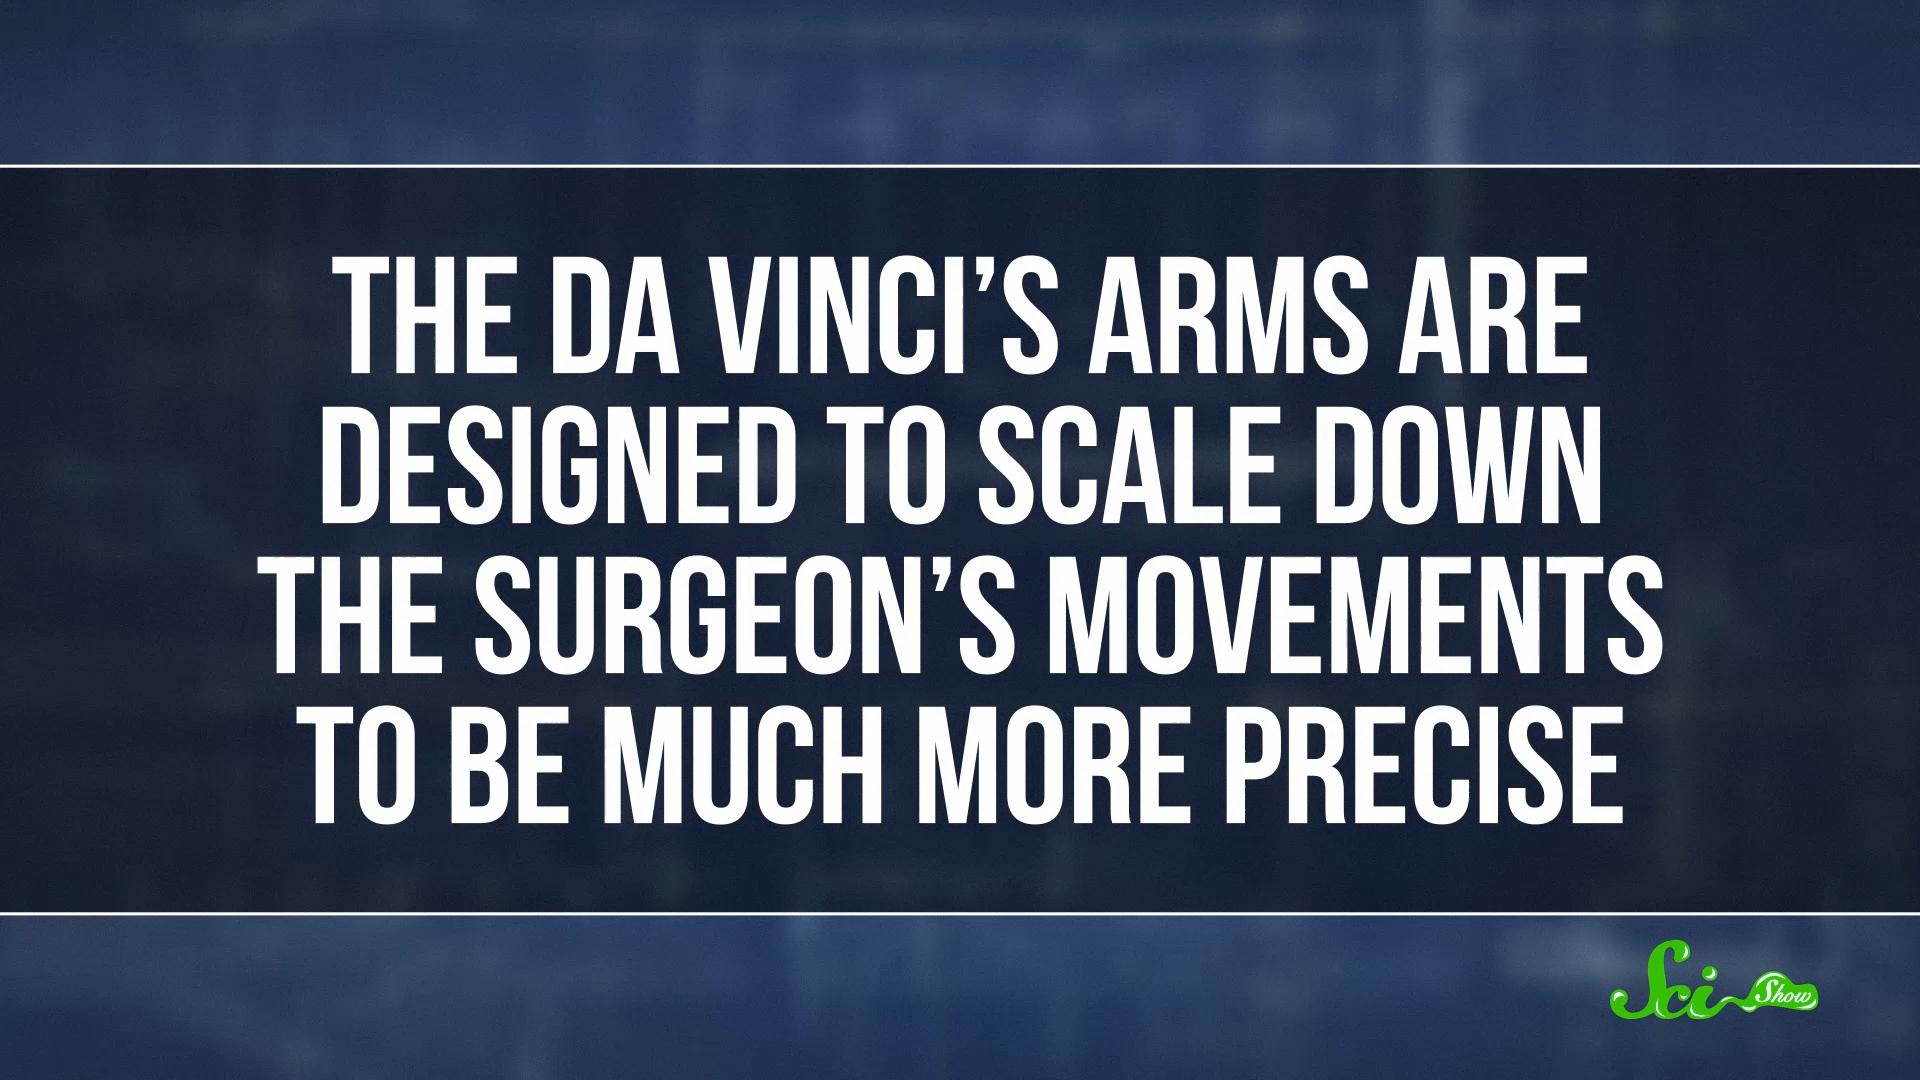 THE DA VINCI’S ARMS ARE
DESIGNED TO SCALE DOWN
THE SURGEON’S MOVEMENTS
TO BE MUCH MORE PRECISE
Sci Show